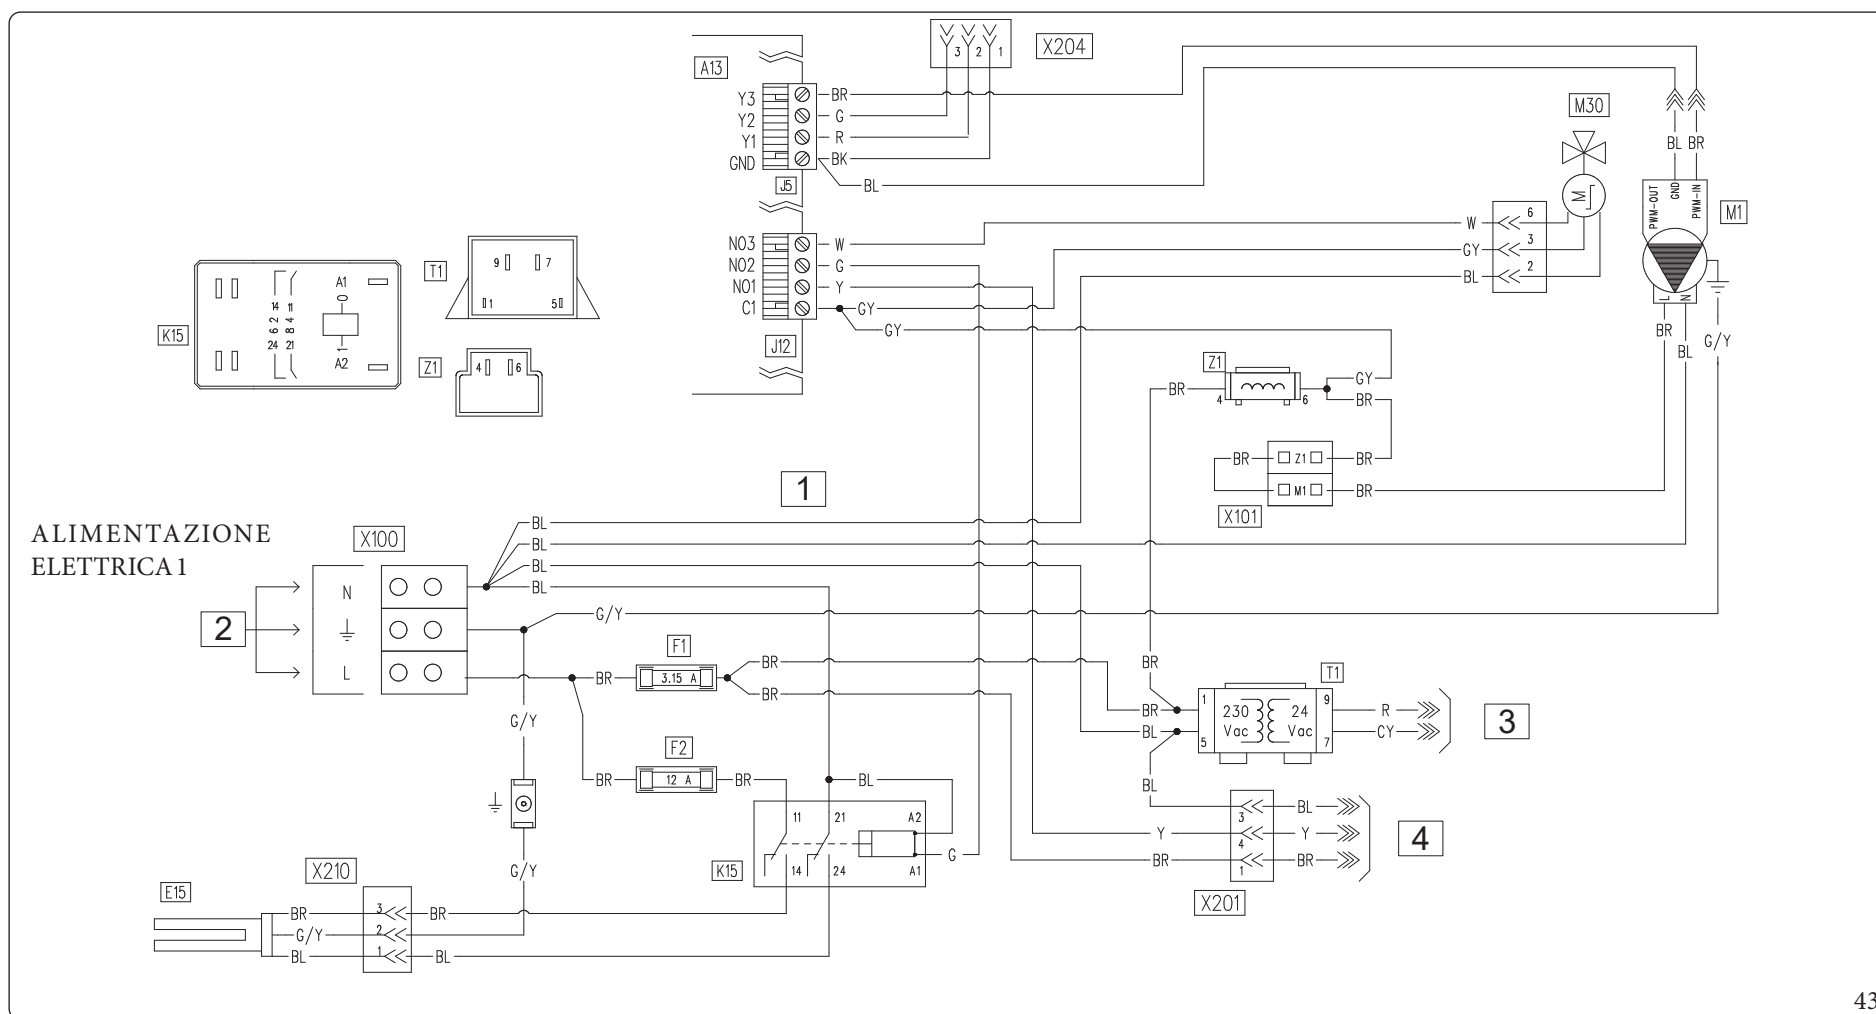 X204
3 2 1
A13
Y3
Y2
Y1
GND
BR
G
R
BK
BL
J5
NO3
NO2
NO1
C1
W
G
Y
GY
GY
J12
M30
M
W
GY
BL
6
3
2
BL BR
PWM-OUT
GND
PWM-IN
M1
L
N
BR
BL
G/Y
K15
14 11
6 2 8 4
24 21
A1
0
1
A2
T1
9 7
1 5
Z1
4 6
Z1
BR
4 6
GY
BR
BR Z1 BR
M1 BR
X101
1
ALIMENTAZIONE
ELETTRICA 1
X100
2
N
L
BL
BL
BL
BL
G/Y
F1
BR
3.15 A
BR
BR
G/Y
F2
BR
12 A
BR
BL
BR
T1
BR
BL
1
5
230
Vac
24
Vac
9
7
R
CY
3
BL
3
4
1
BL
Y Y
BR BR
4
X201
11 21 A2
14 24 A1
G
K15
G/Y
X210
E15
BR 3 BR
G/Y 2
BL 1 BL
43